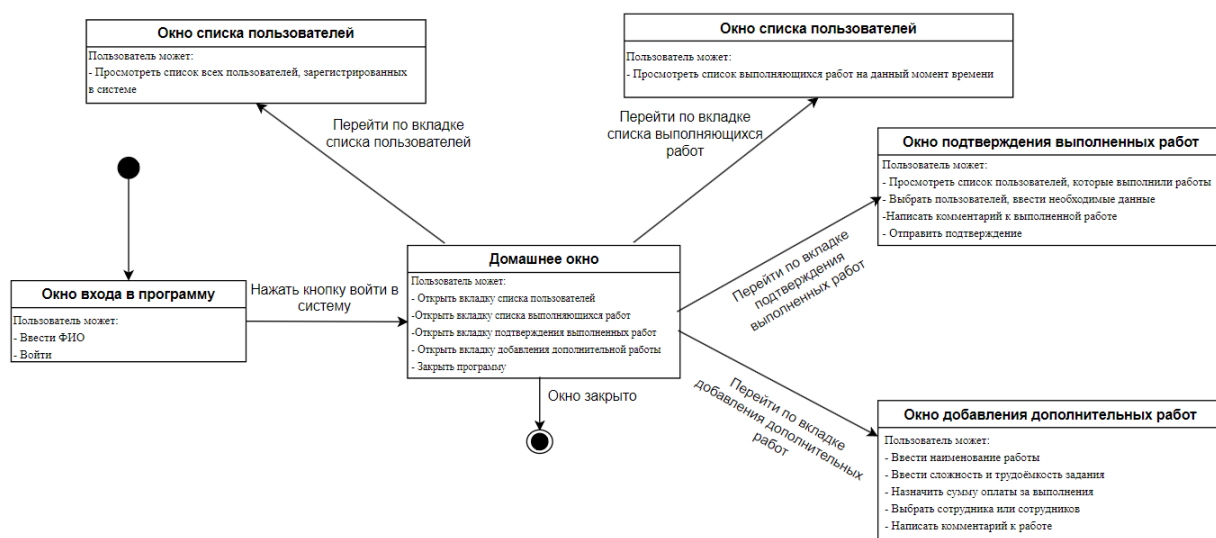 Окно списка пользователей
Пользователь может:
- Просмотреть список всех пользователей, зарегистрированных
в системе
Окно списка пользователей
Пользователь может:
- Просмотреть список выполняющихся работ на данный момент времени
Перейти по вкладке
списка пользователей
Перейти по вкладке
списка выполняющихся
работ
Окно подтверждения выполненных работ
Пользователь может:
- Просмотреть список пользователей, которые выполнили работы
- Выбрать пользователей, ввести необходимые данные
-Написать комментарий к выполненной работе
- Отправить подтверждение
Окно входа в программу
Пользователь может:
- Ввести ФИО
- Войти
Нажать кнопку войти в
систему
Домашнее окно
Пользователь может:
- Открыть вкладку списка пользователей
-Открыть вкладку списка выполняющихся работ
-Открыть вкладку подтверждения выполненных работ
- Открыть вкладку добавления дополнительной работы
- Закрыть программу
Перейти по вкладке
подтверждения
выполненных работ
Окно закрыто
Перейти по вкладке
добавления дополнительных
работ
Окно добавления дополнительных работ
Пользователь может:
- Ввести наименование работы
- Ввести сложность и трудоёмкость задания
- Назначить сумму оплаты за выполнения
- Выбрать сотрудника или сотрудников
- Написать комментарий к работе